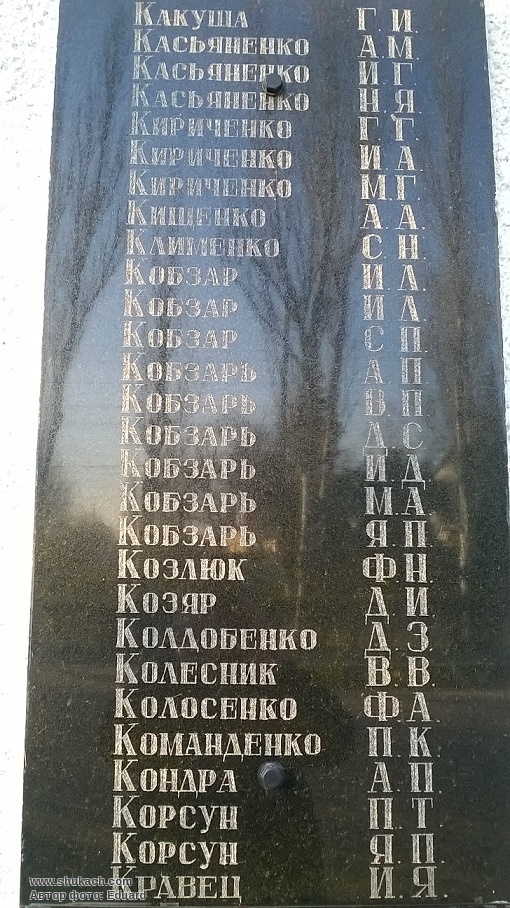 Какуша Г. И.
Касьяненко А. М.
Касьяненко И. Г.
Касьяненко Н. Я.
Кириченко Г. Г.
Кириченко И. А.
Кириченко М. Г.
Кищенко А. А.
Клименко С. Н.
Кобзар И. Л.
Кобзар И. Л.
Кобзар С. П.
Кобзарь А. П.
Кобзарь В. П.
Кобзарь Д. С.
Кобзарь И. Д.
Кобзарь М. А.
Кобзарь Я. П.
Козлюк Ф. Н.
Козяр Д. И.
Колдобенко Д. З.
Колесник В. В.
Колосенко Ф. А.
Команденко П. К.
Кондра А. П.
Корсун П. Т.
Корсун Я. П.
Кравец И. Я.
www.shukach.com
Автор фото: Eduard